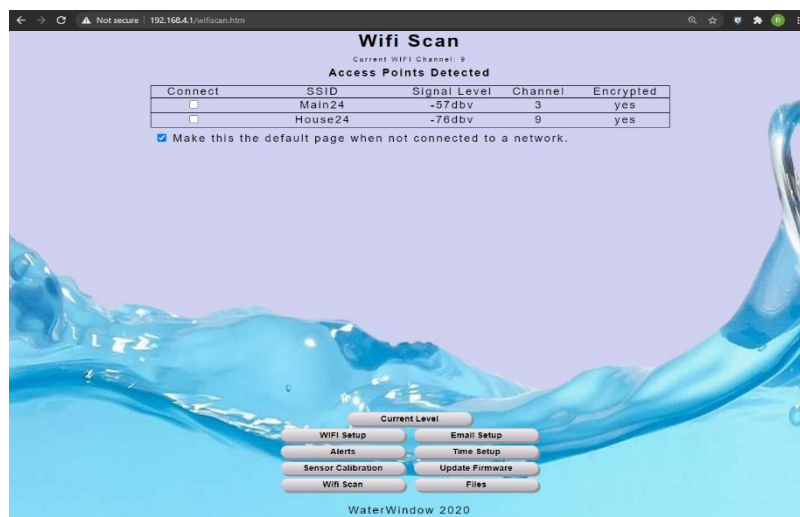 Not secure 192.168.4.1/wifiscan.htm
Wifi Scan
Current WIFI Channel: 9
Access Points Detected
Connect SSID Signal Level Channel Encrypted
Main24 -57dbv 3 yes
House24 -76dbv 9 yes
Make this the default page when not connected to a network.
Current Level
WIFI Setup Email Setup
Alerts Time Setup
Sensor Calibration Update Firmware
Wifi Scan Files
WaterWindow 2020